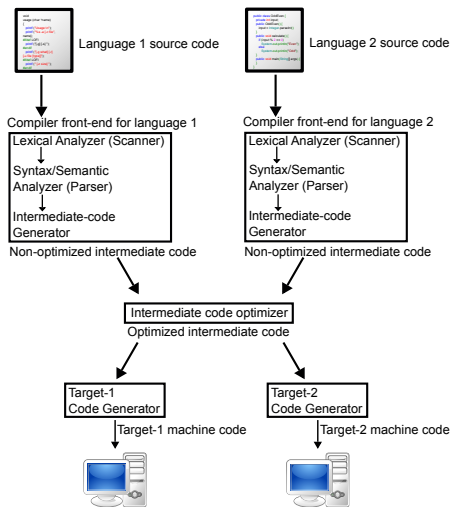 Language 1 source code
Language 2 source code
Compiler front-end for language 1
Lexical Analyzer (Scanner)
Syntax/Semantic
Analyzer (Parser)
Intermediate-code
Generator
Non-optimized intermediate code
Compiler front-end for language 2
Lexical Analyzer (Scanner)
Syntax/Semantic
Analyzer (Parser)
Intermediate-code
Generator
Non-optimized intermediate code
Intermediate code optimizer
Optimized intermediate code
Target-1
Code Generator
Target-1 machine code
Target-2
Code Generator
Target-2 machine code